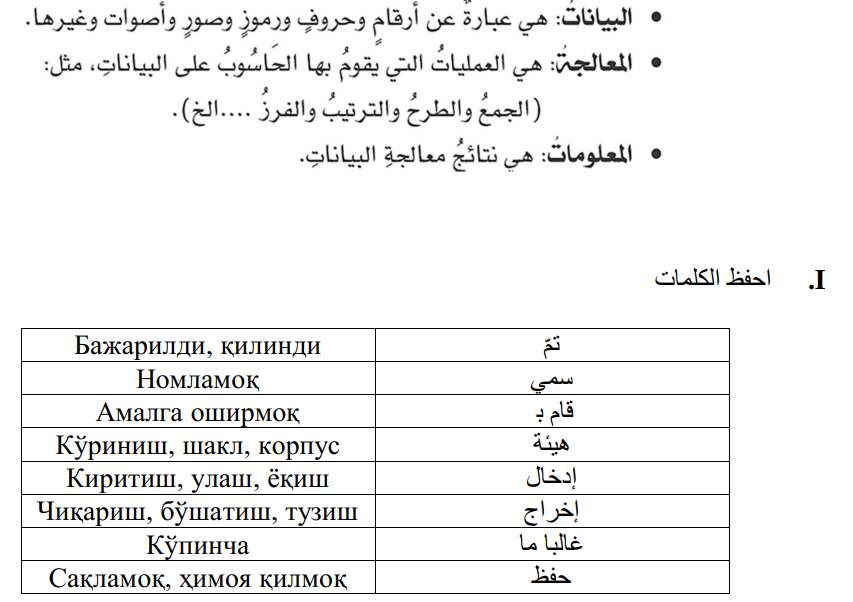 • البياناتُ: هي عبارةٌ عن أرقامٍ وحروفٍ ورموزٍ وصورٍ وأصوات وغيرها.
• المعالجةُ: هي العملياتُ التي يقومُ بها الحَاسُوبُ على البياناتِ، مثل:
(الجمعُ والطرحُ والترتيبُ والفرزُ ....الخ).
• المعلوماتُ: هي نتائجُ معالجةِ البياناتِ.
I. احفظ الكلمات
تمّ Бажарилди, қилинди
سمي Номламоқ
قام بـ Амалга оширмоқ
هيئة Кўриниш, шакл, корпус
إدخال Киритиш, улаш, ёқиш
إخراج Чиқариш, бўшатиш, тузиш
غالبا ما Кўпинча
حفظ Сақламоқ, ҳимоя қилмоқ